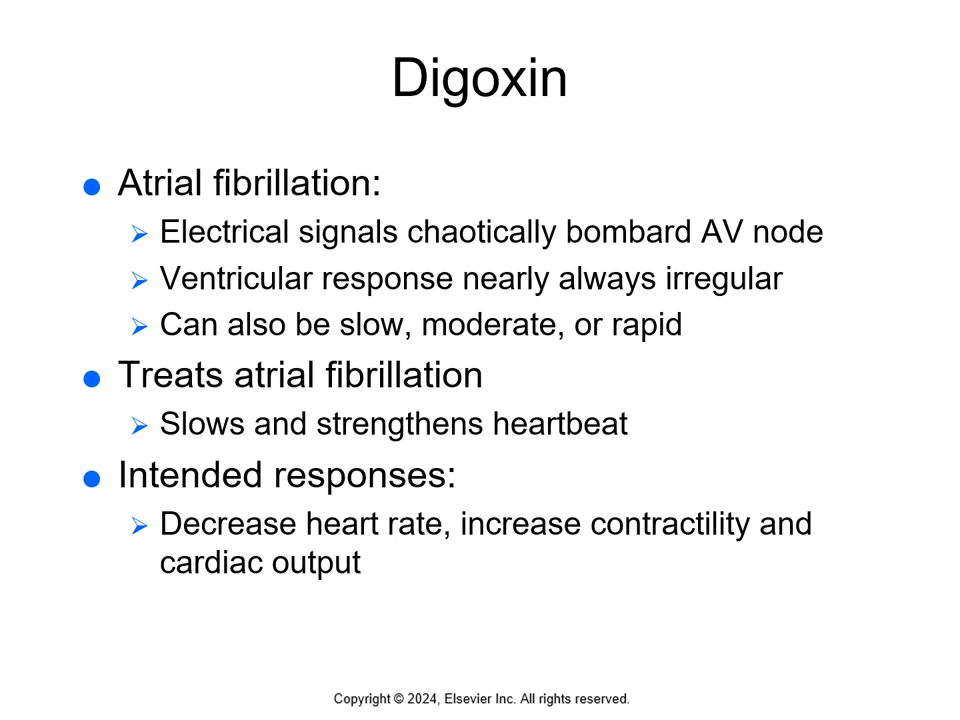 Digoxin
Atrial fibrillation:
Electrical signals chaotically bombard AV node
Ventricular response nearly always irregular
Can also be slow, moderate, or rapid
Treats atrial fibrillation
Slows and strengthens heartbeat
Intended responses:
Decrease heart rate, increase contractility and
cardiac output
Copyright © 2024, Elsevier Inc. All rights reserved.